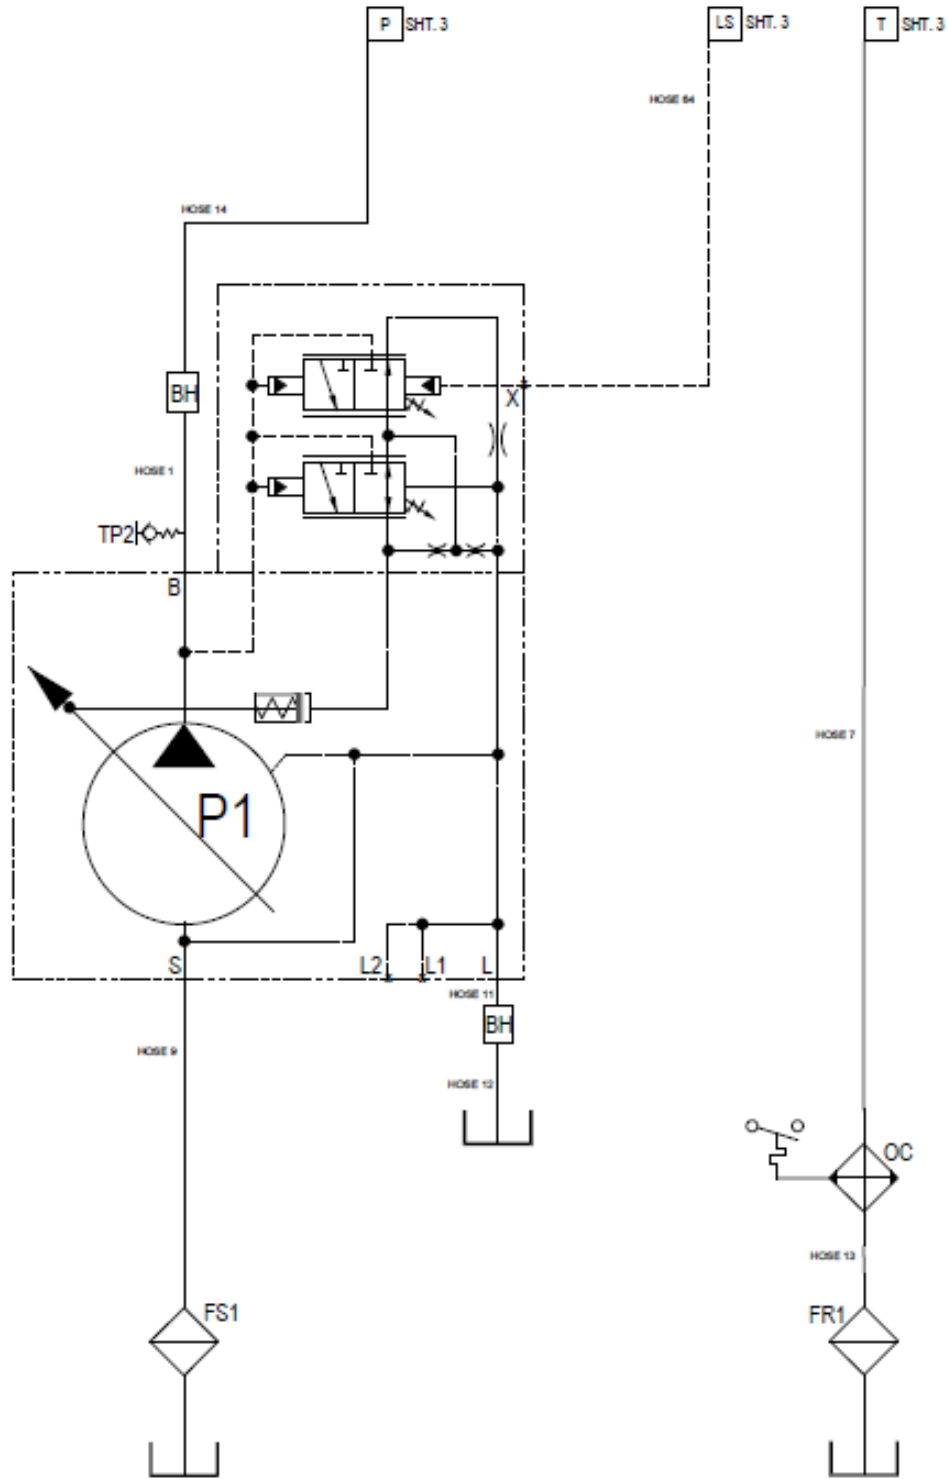 P SHT. 3
LS SHT. 3
T SHT. 3
HOSE 64
HOSE 14
BH
X
HOSE 1
TP2
B
HOSE 7
P1
S
L2
L1
L
HOSE 11
BH
HOSE 9
HOSE 12
OC
HOSE 13
FS1
FR1